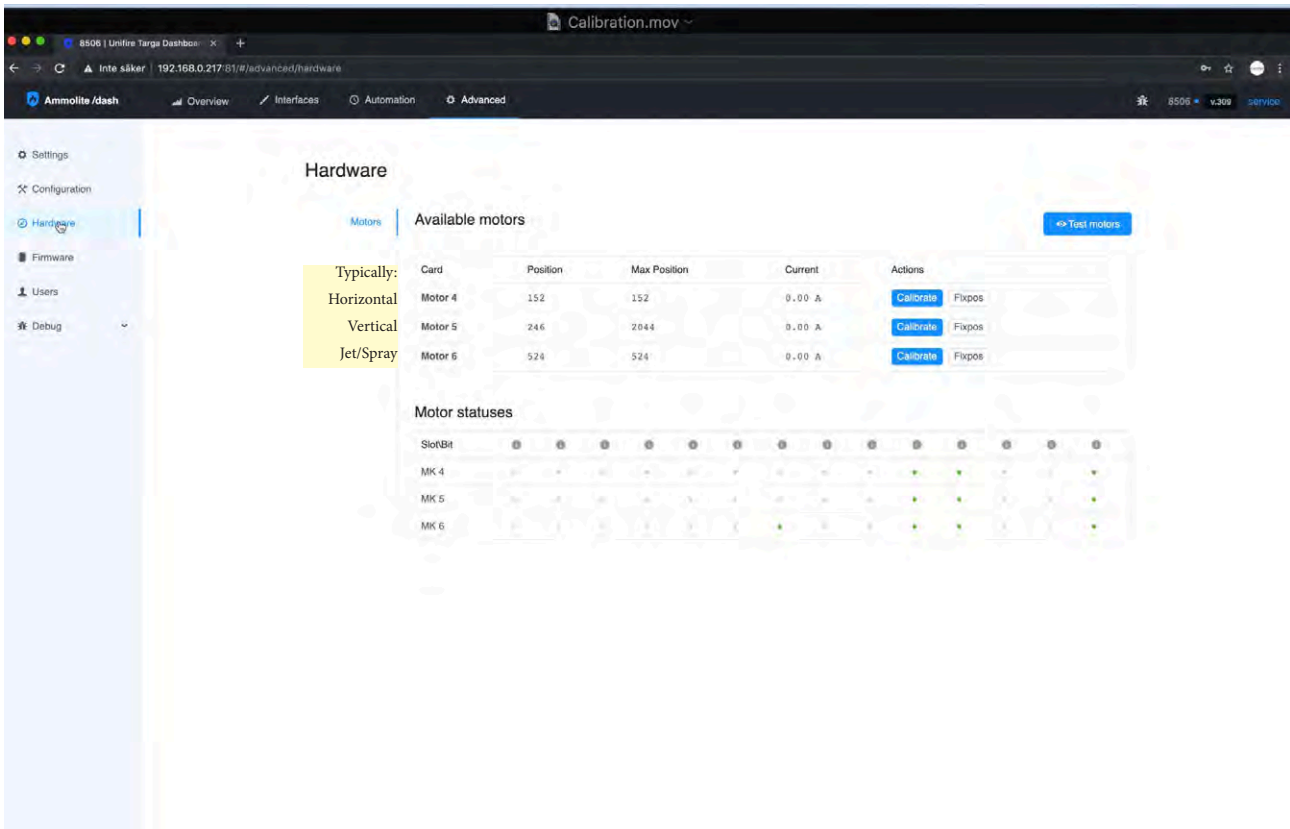 Calibration.mov
8506 | Unifire Targa Dashboar
Inte säker 192.168.0.217:81/#/advanced/hardware
Ammolite /dash Overview Interfaces Automation Advanced 8506 v.309 service
Settings
Configuration
Hardware
Firmware
Users
Debug
Hardware
Motors
Available motors
Test motors
Typically: Card Position Max Position Current Actions
Horizontal Motor 4 152 152 0.00 A Calibrate Fixpos
Vertical Motor 5 246 2044 0.00 A Calibrate Fixpos
Jet/Spray Motor 6 524 524 0.00 A Calibrate Fixpos
Motor statuses
Slot\Bit
MK 4
MK 5
MK 6